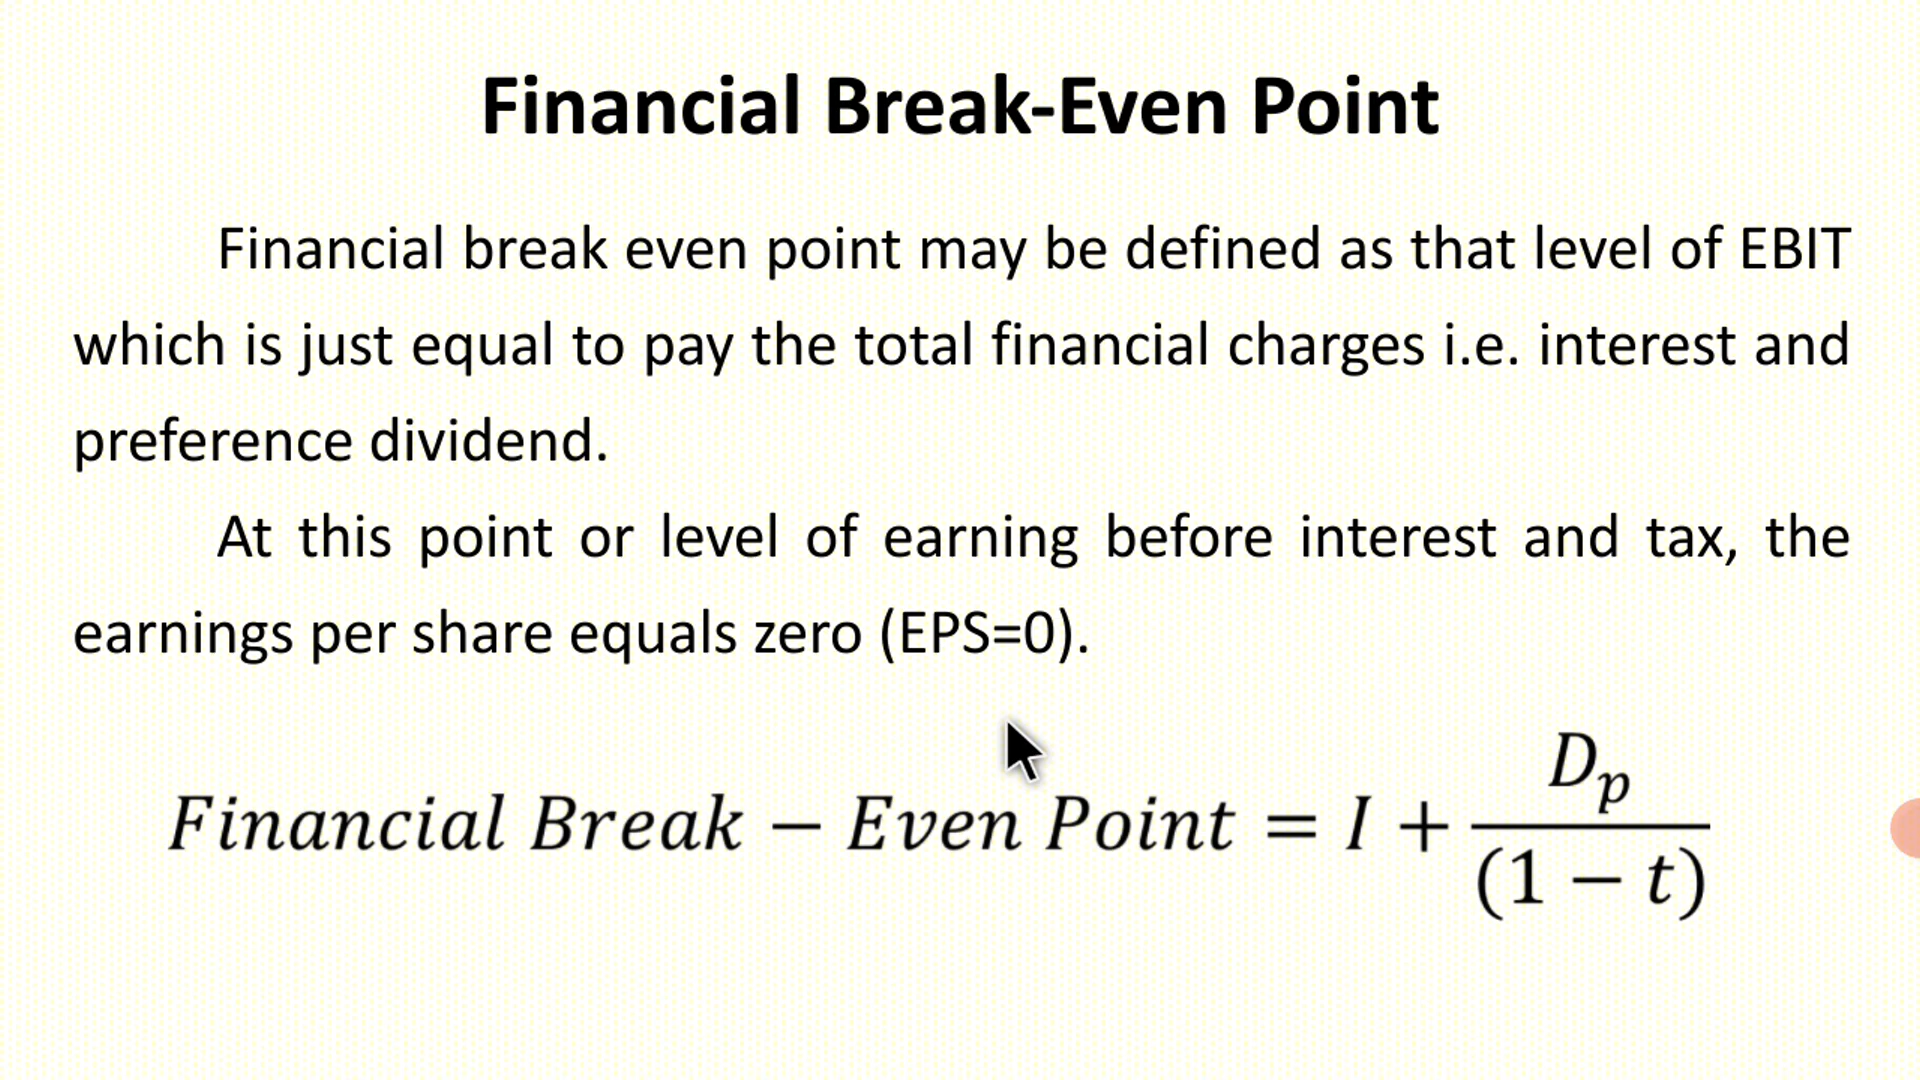 Financial Break-Even Point
Financial break even point may be defined as that level of EBIT
which is just equal to pay the total financial charges i.e. interest and
preference dividend.
At this point or level of earning before interest and tax, the
earnings per share equals zero (EPS=0).
Financial Break − Even Point = I + D_p / (1 − t)